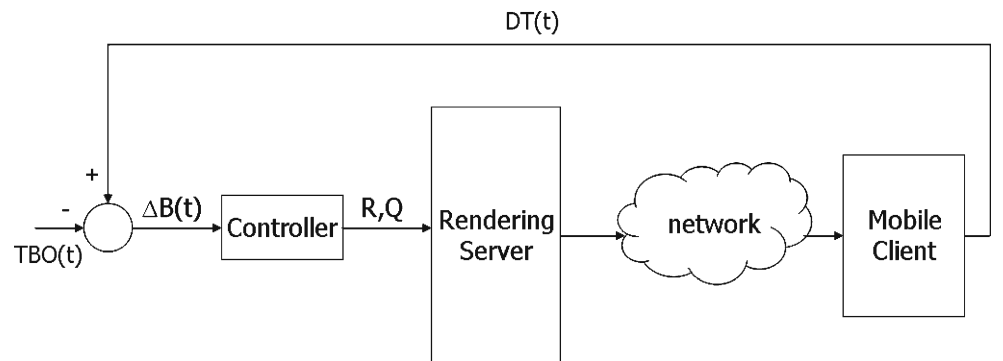 DT(t)
+
-
TBO(t)
ΔB(t)
Controller
R,Q
Rendering
Server
network
Mobile
Client